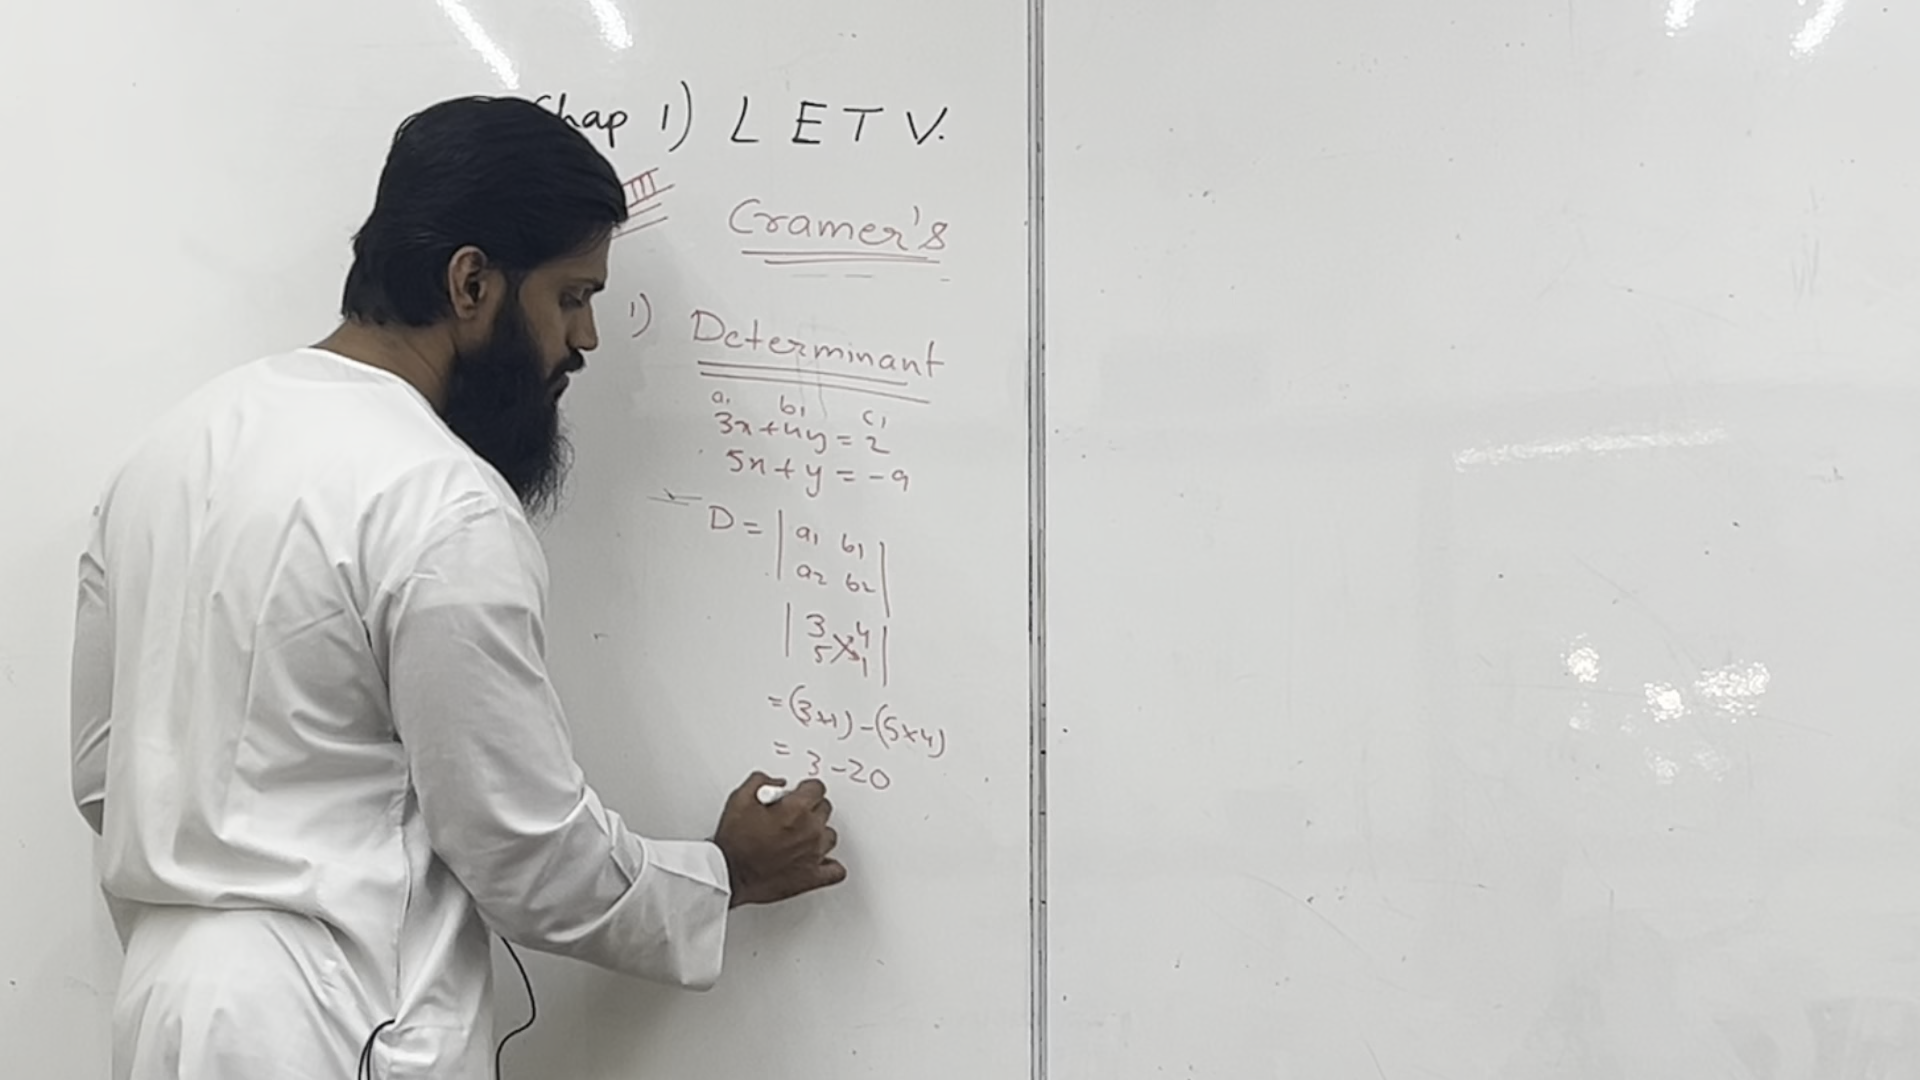 Chap 1) L E T V.
III
Cramer's
1) Determinant
a₁ b₁ c₁
3x+4y=2
5x+y=-9
D = | a₁ b₁ |
| a₂ b₂ |
| 3 4 |
| 5 1 |
= (3×1) - (5×4)
= 3-20